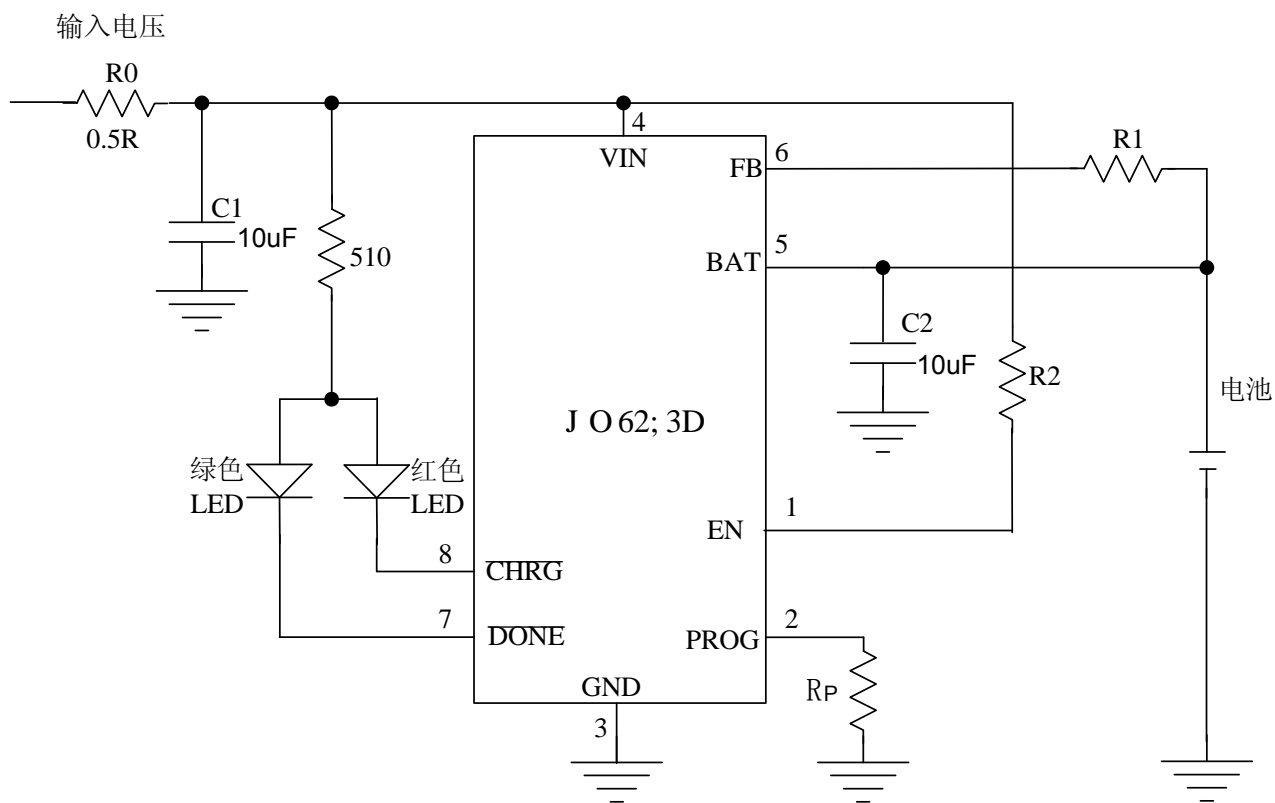 输入电压
R0
0.5R
4
VIN
6
FB
R1
C1
10uF
510
5
BAT
C2
10uF
R2
电池
J O62; 3D
绿色
LED
红色
LED
1
EN
8
CHRG
7
DONE
2
PROG
RP
GND
3